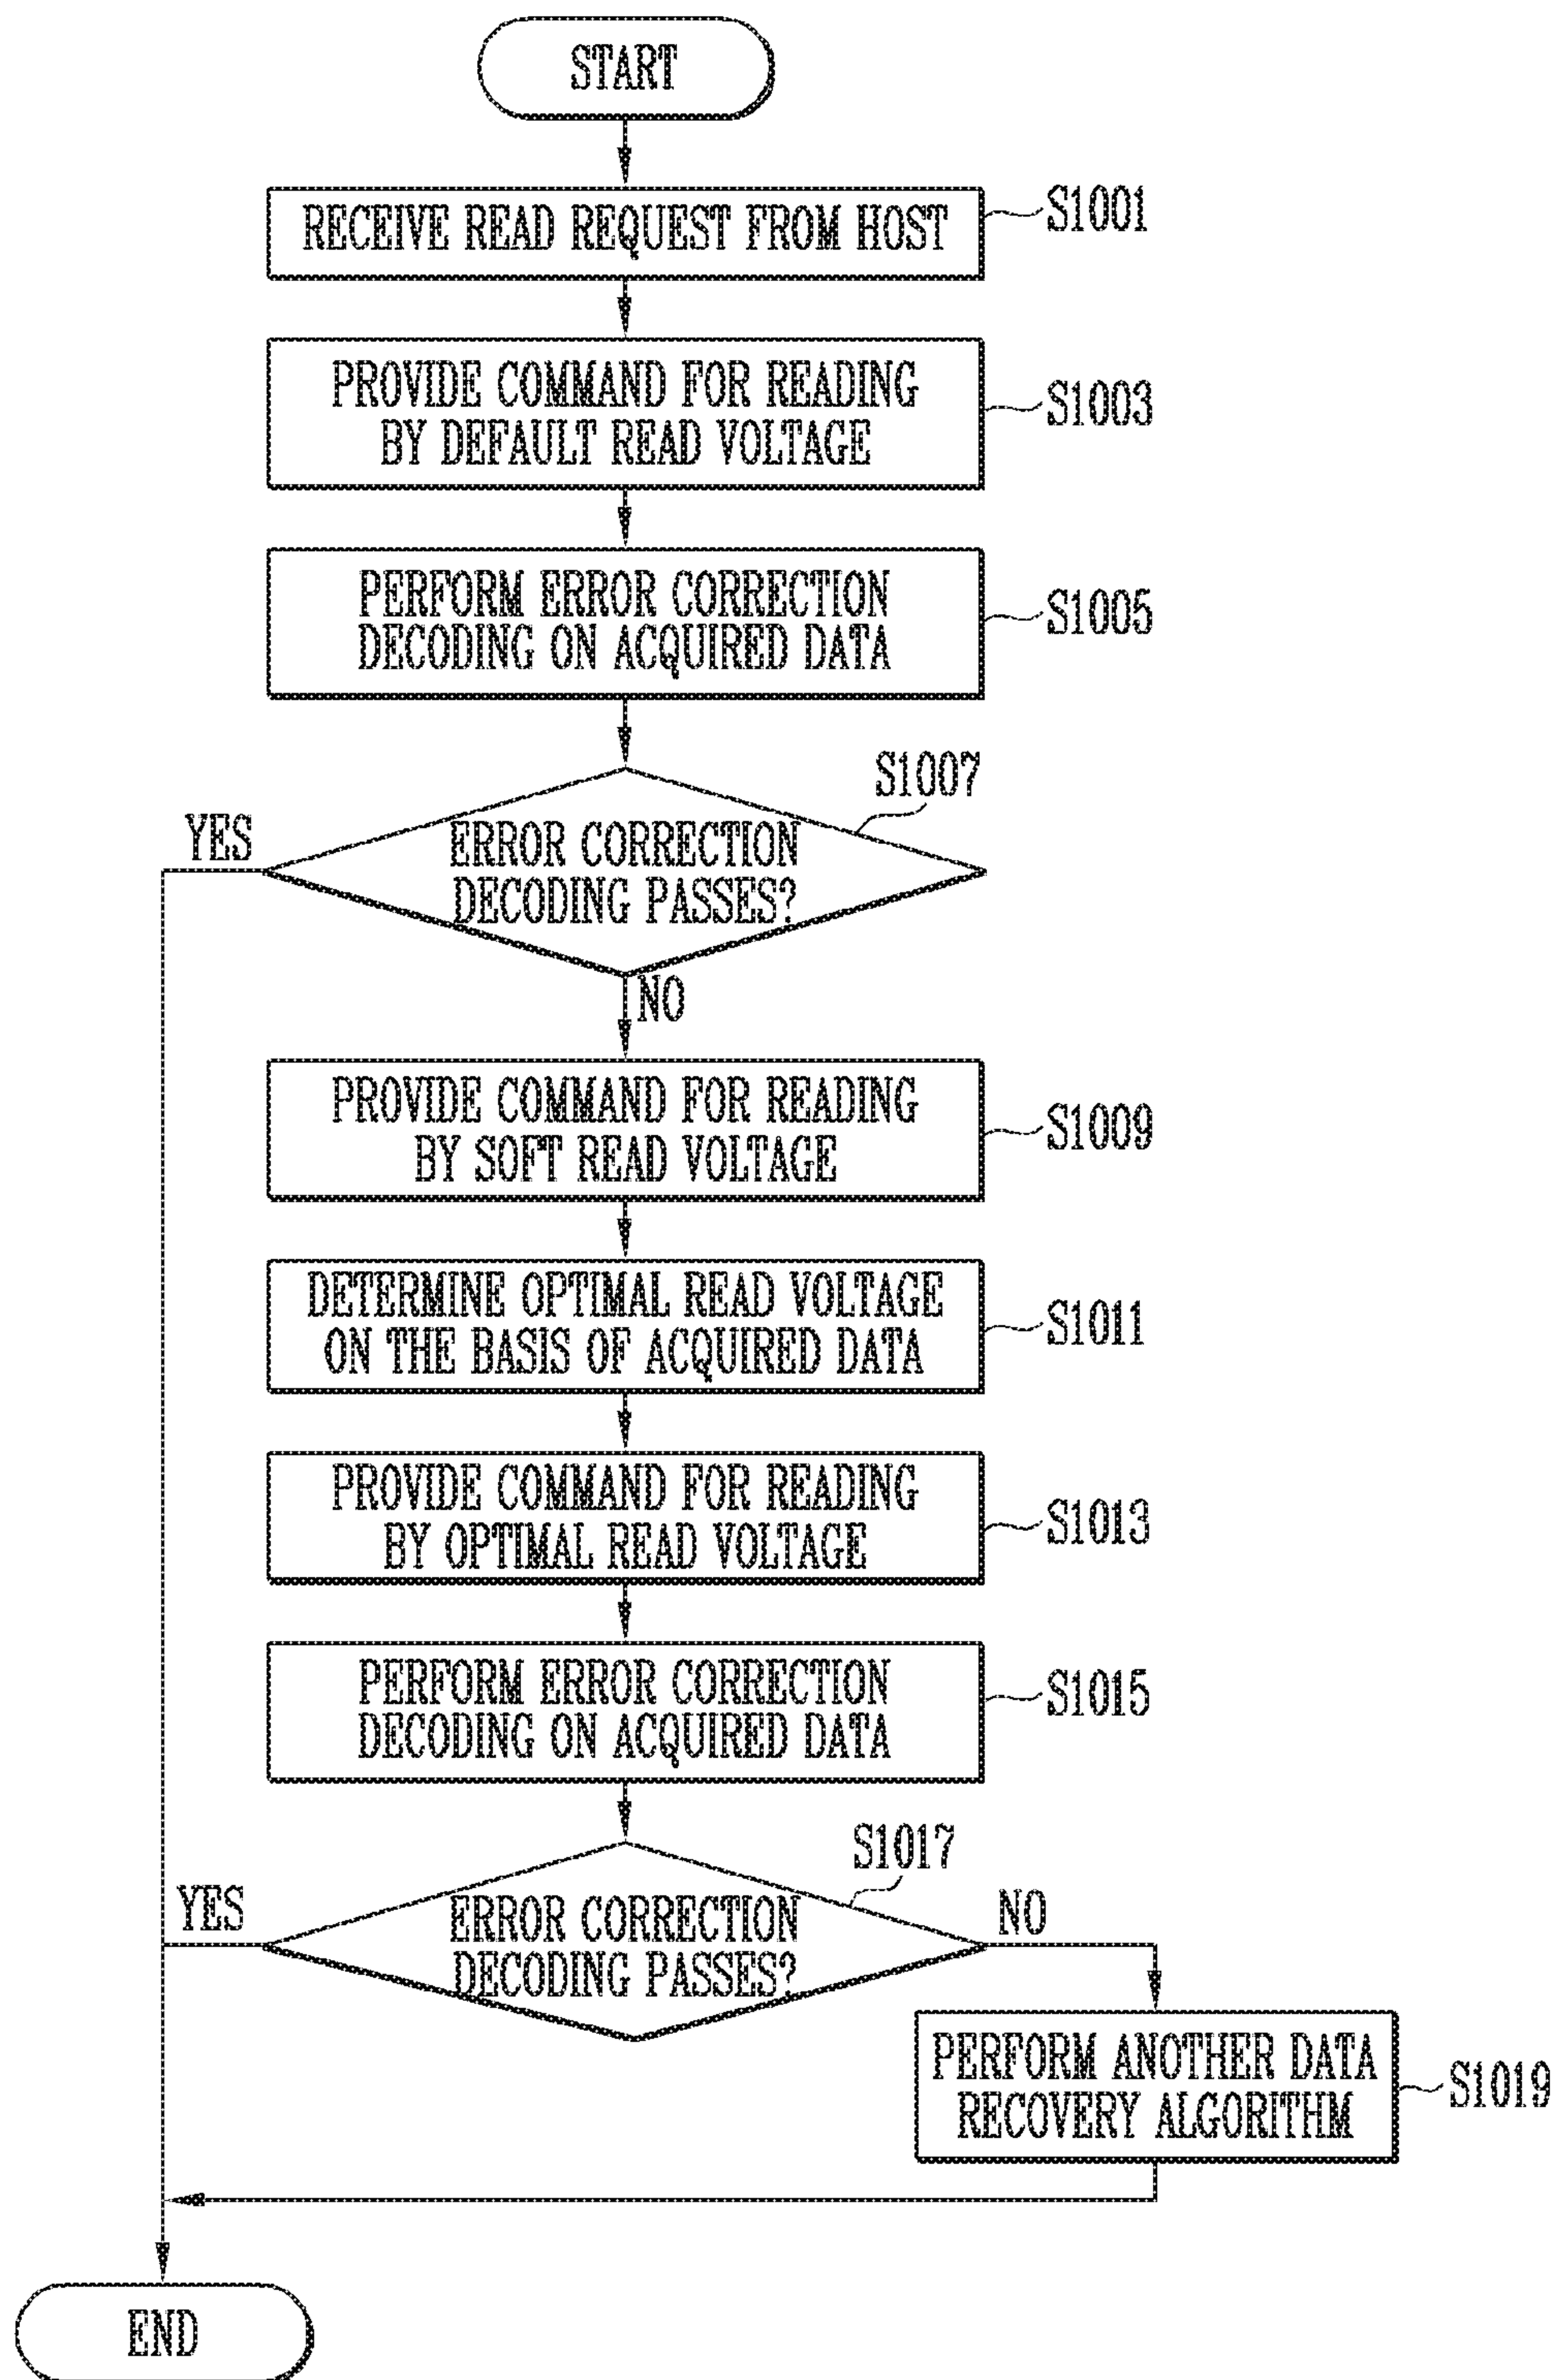 START
RECEIVE READ REQUEST FROM HOST
S1001
PROVIDE COMMAND FOR READING
BY DEFAULT READ VOLTAGE
S1003
PERFORM ERROR CORRECTION
DECODING ON ACQUIRED DATA
S1005
S1007
YES
ERROR CORRECTION
DECODING PASSES?
NO
PROVIDE COMMAND FOR READING
BY SOFT READ VOLTAGE
S1009
DETERMINE OPTIMAL READ VOLTAGE
ON THE BASIS OF ACQUIRED DATA
S1011
PROVIDE COMMAND FOR READING
BY OPTIMAL READ VOLTAGE
S1013
PERFORM ERROR CORRECTION
DECODING ON ACQUIRED DATA
S1015
S1017
YES
ERROR CORRECTION
DECODING PASSES?
NO
PERFORM ANOTHER DATA
RECOVERY ALGORITHM
S1019
END